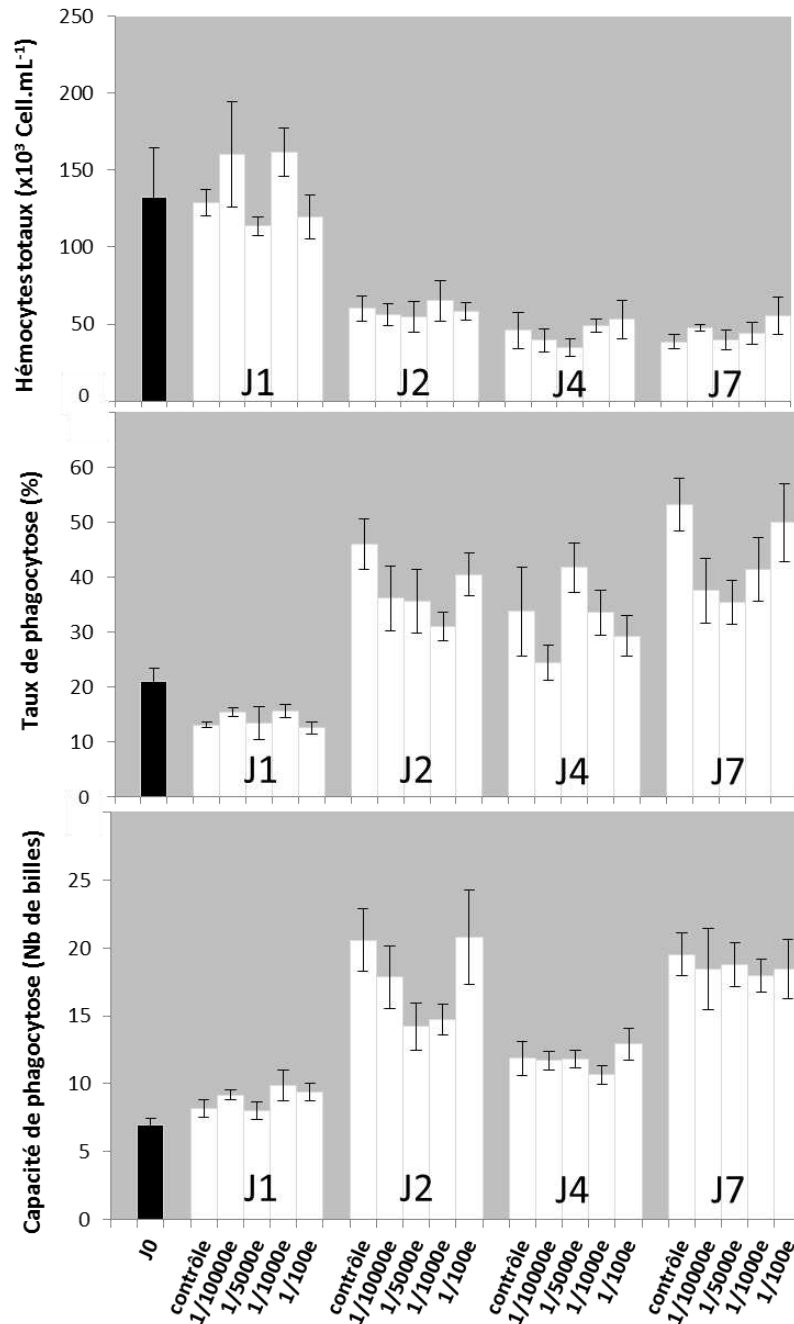 Hémocytes totaux (x10³ Cell.mL⁻¹)
250
200
150
100
50
0
J1
J2
J4
J7
Taux de phagocytose (%)
60
50
40
30
20
10
0
J1
J2
J4
J7
Capacité de phagocytose (Nb de billes)
25
20
15
10
5
0
J1
J2
J4
J7
J0
contrôle
1/10000e
1/5000e
1/1000e
1/100e
contrôle
1/10000e
1/5000e
1/1000e
1/100e
contrôle
1/10000e
1/5000e
1/1000e
1/100e
contrôle
1/10000e
1/5000e
1/1000e
1/100e